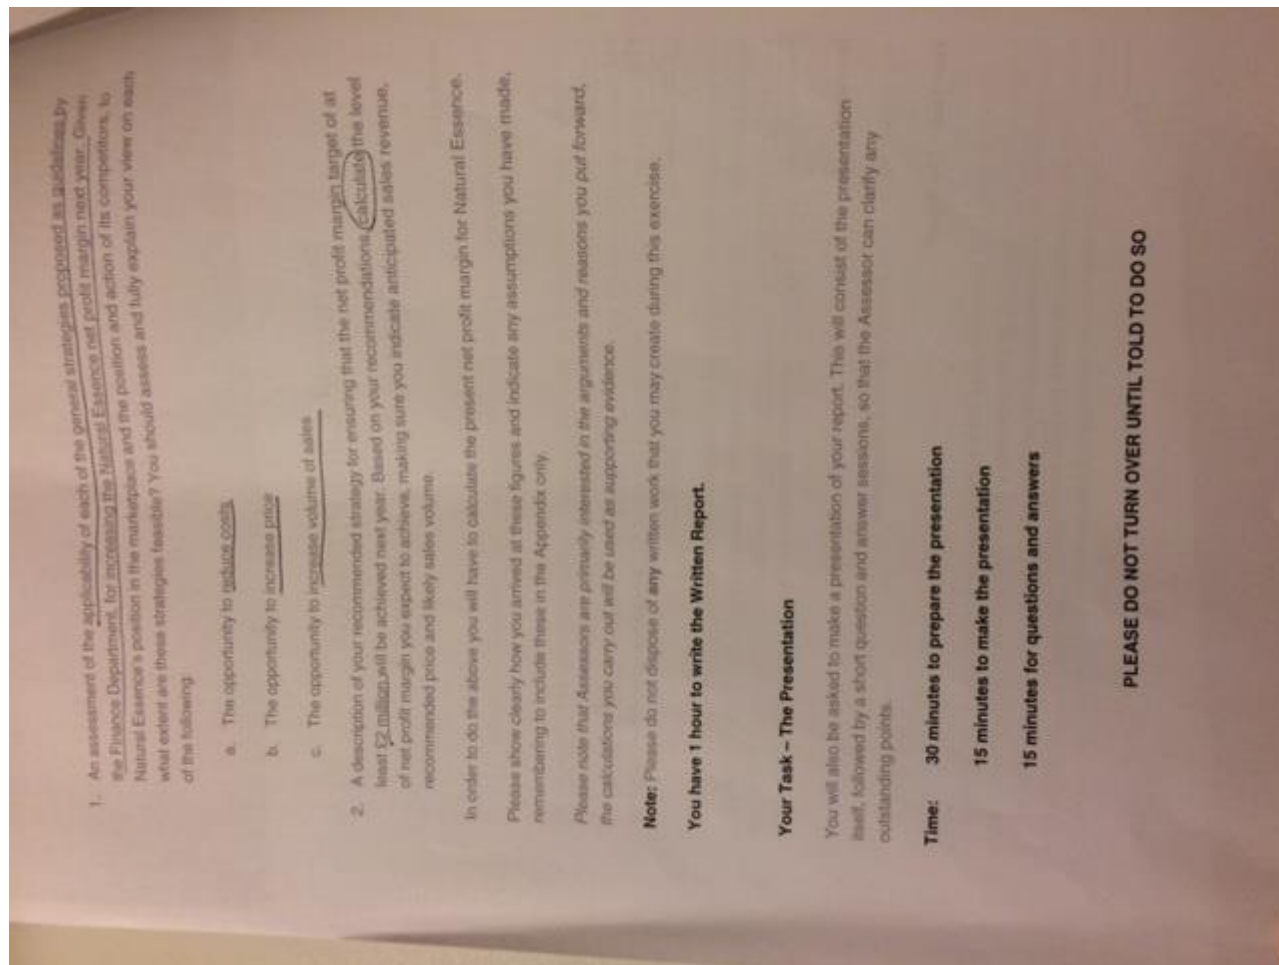 1. An assessment of the applicability of each of the general strategies proposed as guidelines by
the Finance Department, for increasing the Natural Essence net profit margin next year. Given
Natural Essence's position in the marketplace and the position and action of its competitors, to
what extent are these strategies feasible? You should assess and fully explain your view on each
of the following:
a. The opportunity to reduce costs
b. The opportunity to increase price
c. The opportunity to increase volume of sales
2. A description of your recommended strategy for ensuring that the net profit margin target of at
least £2 million will be achieved next year. Based on your recommendations, calculate the level
of net profit margin you expect to achieve, making sure you indicate anticipated sales revenue,
recommended price and likely sales volume.
In order to do the above you will have to calculate the present net profit margin for Natural Essence.
Please show clearly how you arrived at these figures and indicate any assumptions you have made,
remembering to include these in the Appendix only.
Please note that Assessors are primarily interested in the arguments and reasons you put forward,
the calculations you carry out will be used as supporting evidence.
Note: Please do not dispose of any written work that you may create during this exercise.
You have 1 hour to write the Written Report.
Your Task – The Presentation
You will also be asked to make a presentation of your report. This will consist of the presentation
itself, followed by a short question and answer sessions, so that the Assessor can clarify any
outstanding points.
Time: 30 minutes to prepare the presentation
15 minutes to make the presentation
15 minutes for questions and answers
PLEASE DO NOT TURN OVER UNTIL TOLD TO DO SO